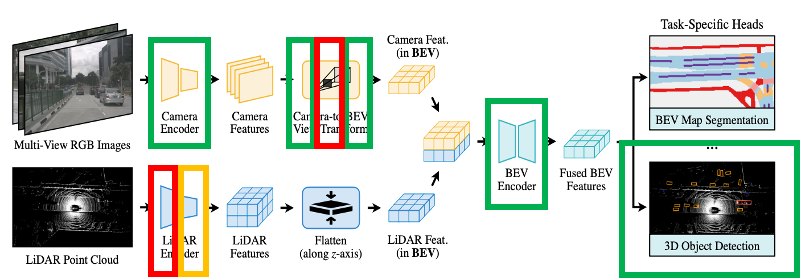 Task-Specific Heads
Camera Feat.
(in BEV)
Camera
Encoder
Camera
Features
Camera-to BEV
View Transform
Multi-View RGB Images
BEV Map Segmentation
...
BEV
Encoder
Fused BEV
Features
LiDAR Point Cloud
LiDAR
Encoder
LiDAR
Features
Flatten
(along z-axis)
LiDAR Feat.
(in BEV)
3D Object Detection